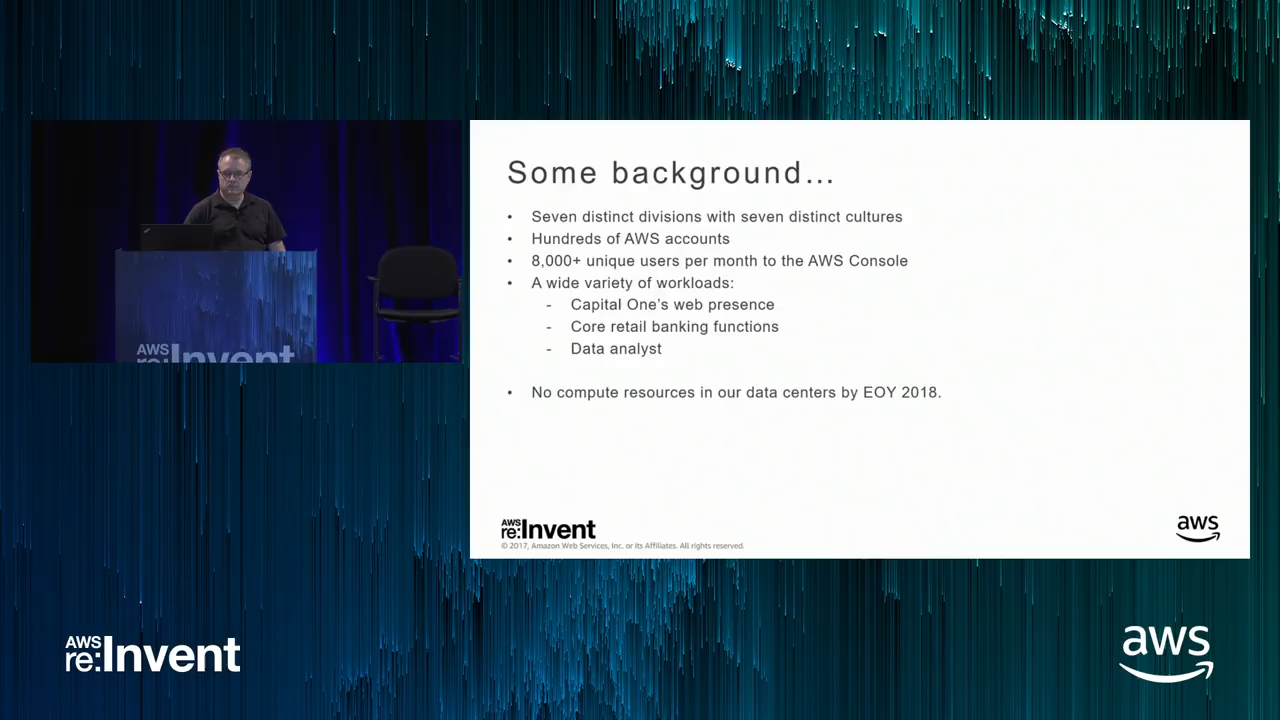 Some background...
• Seven distinct divisions with seven distinct cultures
• Hundreds of AWS accounts
• 8,000+ unique users per month to the AWS Console
• A wide variety of workloads:
- Capital One's web presence
- Core retail banking functions
- Data analyst
• No compute resources in our data centers by EOY 2018.
AWS
re:Invent
AWS
re:Invent
© 2017, Amazon Web Services, Inc. or its Affiliates. All rights reserved.
aws
AWS
re:Invent
aws